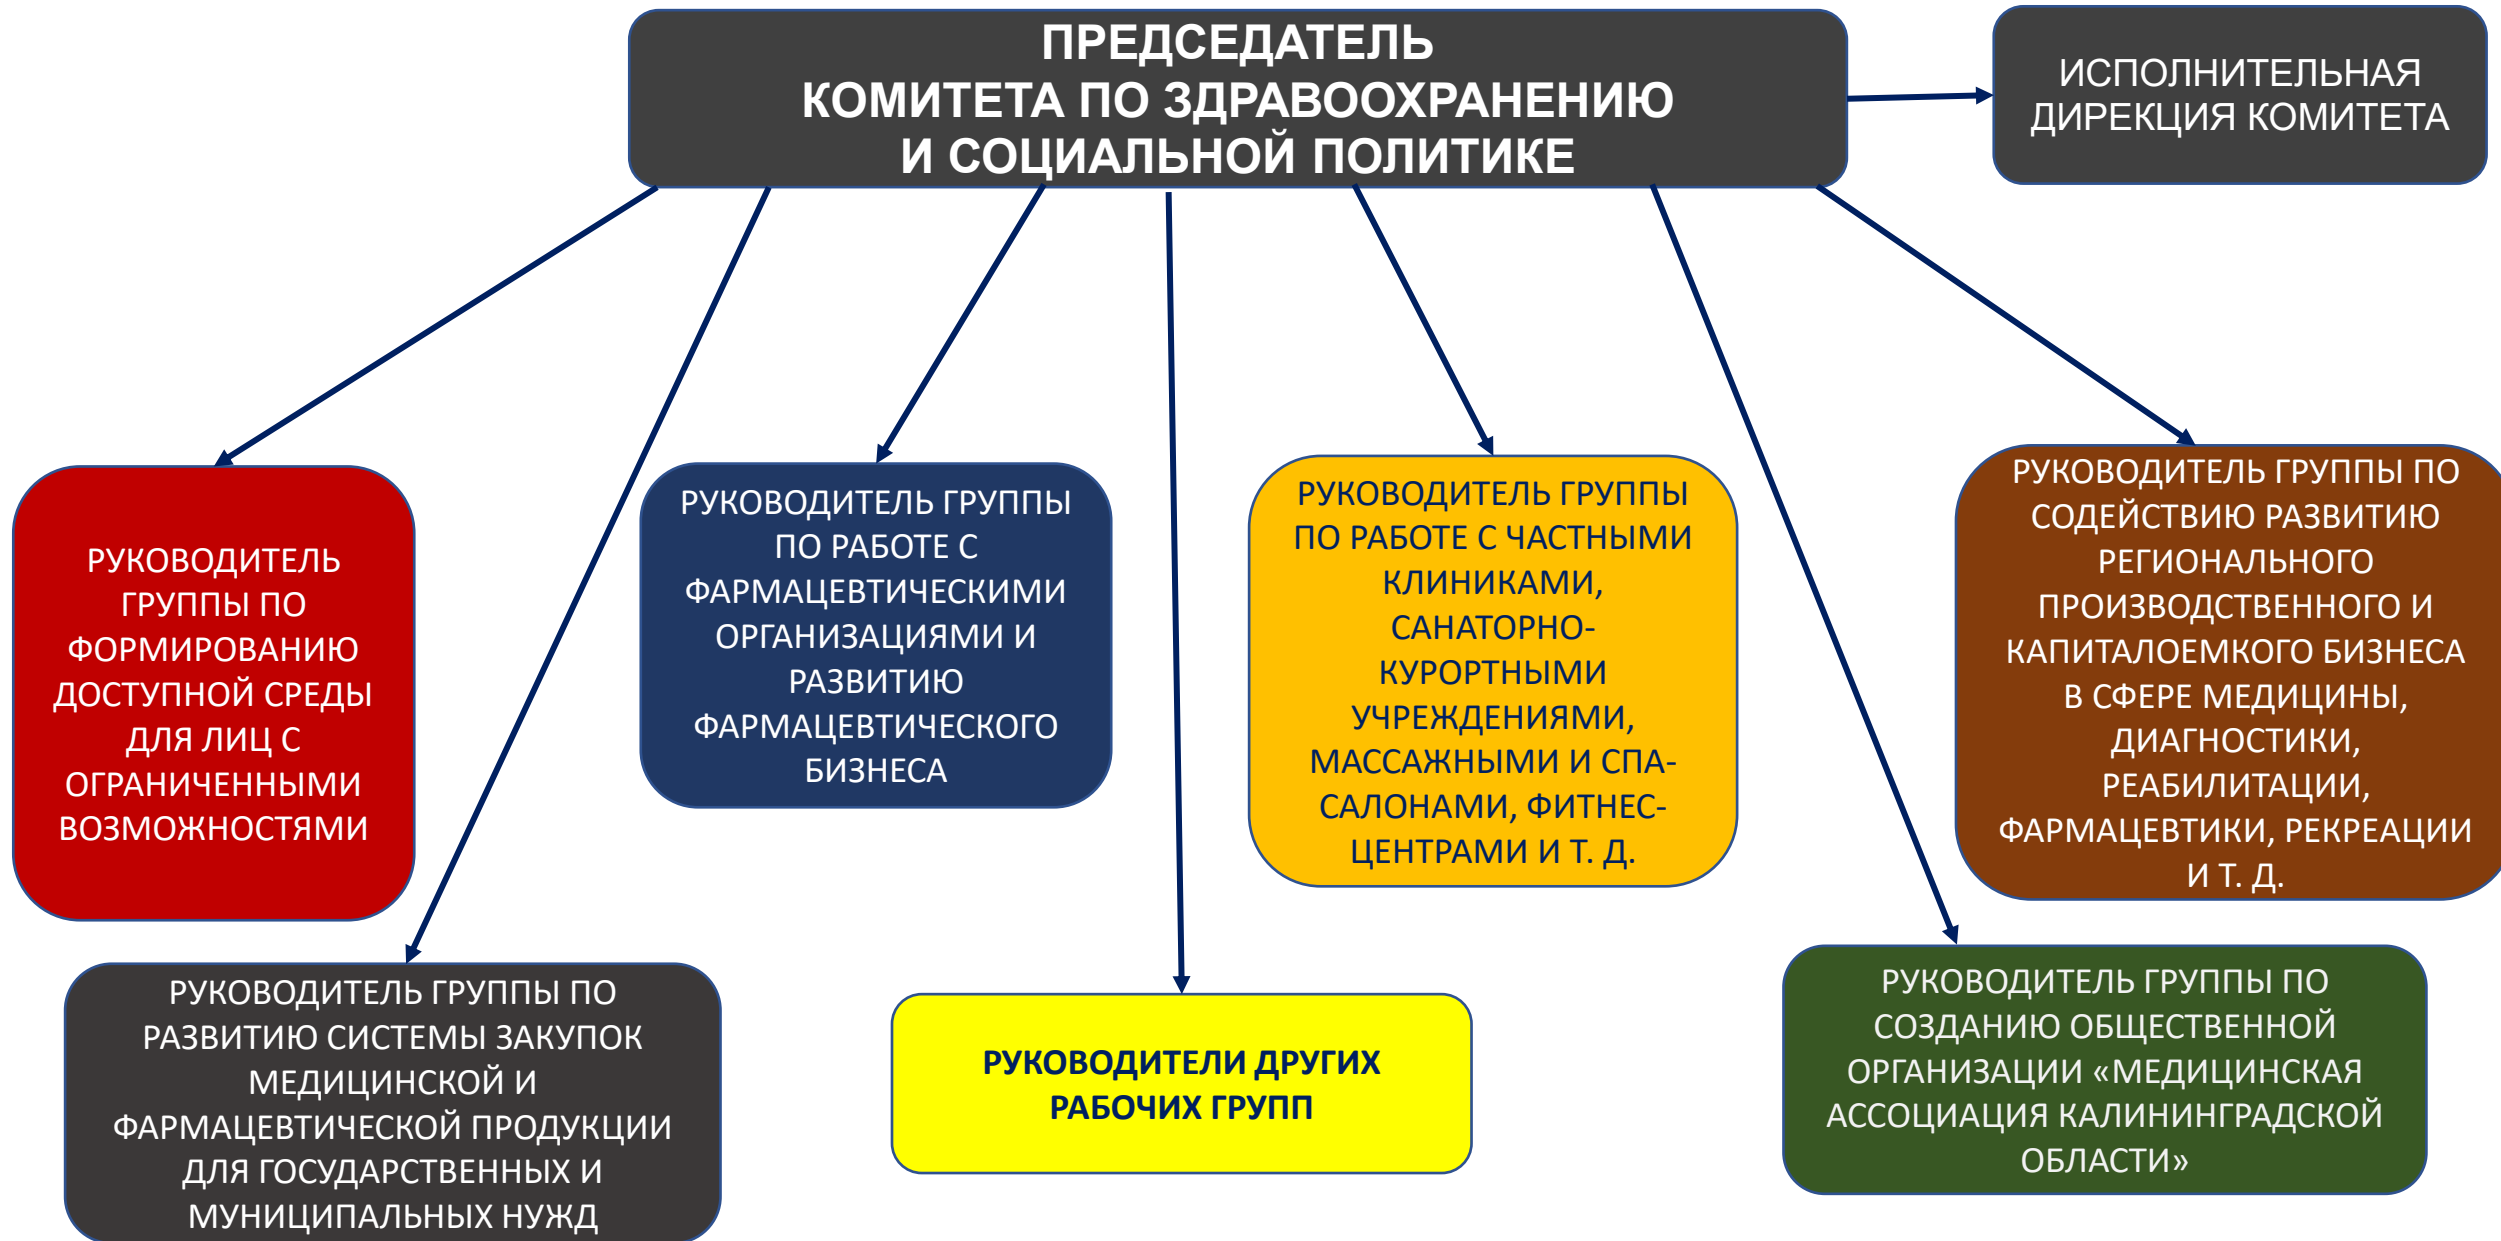 ПРЕДСЕДАТЕЛЬ
КОМИТЕТА ПО ЗДРАВООХРАНЕНИЮ
И СОЦИАЛЬНОЙ ПОЛИТИКЕ
ИСПОЛНИТЕЛЬНАЯ
ДИРЕКЦИЯ КОМИТЕТА
РУКОВОДИТЕЛЬ
ГРУППЫ ПО
ФОРМИРОВАНИЮ
ДОСТУПНОЙ СРЕДЫ
ДЛЯ ЛИЦ С
ОГРАНИЧЕННЫМИ
ВОЗМОЖНОСТЯМИ
РУКОВОДИТЕЛЬ ГРУППЫ
ПО РАБОТЕ С
ФАРМАЦЕВТИЧЕСКИМИ
ОРГАНИЗАЦИЯМИ И
РАЗВИТИЮ
ФАРМАЦЕВТИЧЕСКОГО
БИЗНЕСА
РУКОВОДИТЕЛЬ ГРУППЫ
ПО РАБОТЕ С ЧАСТНЫМИ
КЛИНИКАМИ,
САНАТОРНО-
КУРОРТНЫМИ
УЧРЕЖДЕНИЯМИ,
МАССАЖНЫМИ И СПА-
САЛОНАМИ, ФИТНЕС-
ЦЕНТРАМИ И Т. Д.
РУКОВОДИТЕЛЬ ГРУППЫ ПО
СОДЕЙСТВИЮ РАЗВИТИЮ
РЕГИОНАЛЬНОГО
ПРОИЗВОДСТВЕННОГО И
КАПИТАЛОЕМКОГО БИЗНЕСА
В СФЕРЕ МЕДИЦИНЫ,
ДИАГНОСТИКИ,
РЕАБИЛИТАЦИИ,
ФАРМАЦЕВТИКИ, РЕКРЕАЦИИ
И Т. Д.
РУКОВОДИТЕЛЬ ГРУППЫ ПО
РАЗВИТИЮ СИСТЕМЫ ЗАКУПОК
МЕДИЦИНСКОЙ И
ФАРМАЦЕВТИЧЕСКОЙ ПРОДУКЦИИ
ДЛЯ ГОСУДАРСТВЕННЫХ И
МУНИЦИПАЛЬНЫХ НУЖД
РУКОВОДИТЕЛИ ДРУГИХ
РАБОЧИХ ГРУПП
РУКОВОДИТЕЛЬ ГРУППЫ ПО
СОЗДАНИЮ ОБЩЕСТВЕННОЙ
ОРГАНИЗАЦИИ «МЕДИЦИНСКАЯ
АССОЦИАЦИЯ КАЛИНИНГРАДСКОЙ
ОБЛАСТИ»